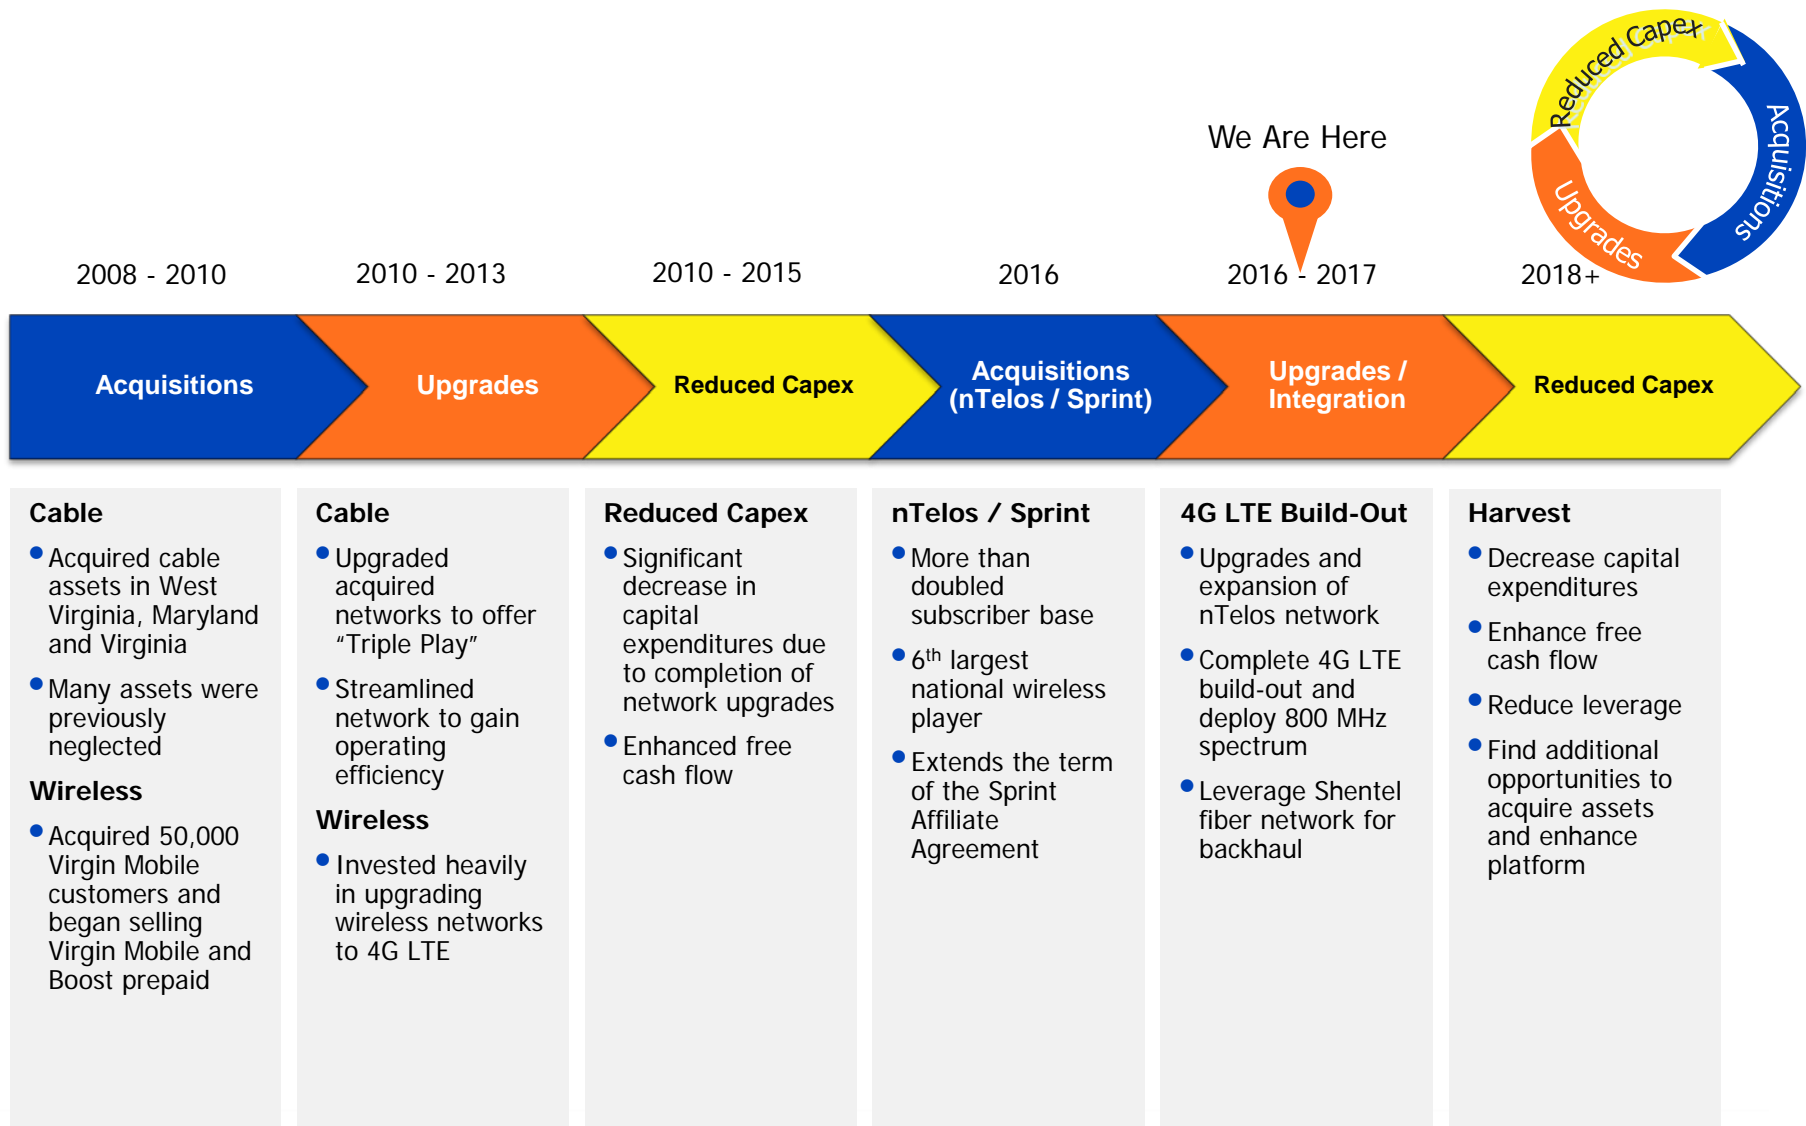 Reduced Capex
Acquisitions
Upgrades
We Are Here
2008 - 2010
2010 - 2013
2010 - 2015
2016
2016 - 2017
2018+
Acquisitions
Upgrades
Reduced Capex
Acquisitions
(nTelos / Sprint)
Upgrades /
Integration
Reduced Capex
Cable
•Acquired cable
assets in West
Virginia, Maryland
and Virginia
•Many assets were
previously
neglected
Wireless
•Acquired 50,000
Virgin Mobile
customers and
began selling
Virgin Mobile and
Boost prepaid
Cable
•Upgraded
acquired
networks to offer
“Triple Play”
•Streamlined
network to gain
operating
efficiency
Wireless
•Invested heavily
in upgrading
wireless networks
to 4G LTE
Reduced Capex
•Significant
decrease in
capital
expenditures due
to completion of
network upgrades
•Enhanced free
cash flow
nTelos / Sprint
•More than
doubled
subscriber base
•6th largest
national wireless
player
•Extends the term
of the Sprint
Affiliate
Agreement
4G LTE Build-Out
•Upgrades and
expansion of
nTelos network
•Complete 4G LTE
build-out and
deploy 800 MHz
spectrum
•Leverage Shentel
fiber network for
backhaul
Harvest
•Decrease capital
expenditures
•Enhance free
cash flow
•Reduce leverage
•Find additional
opportunities to
acquire assets
and enhance
platform